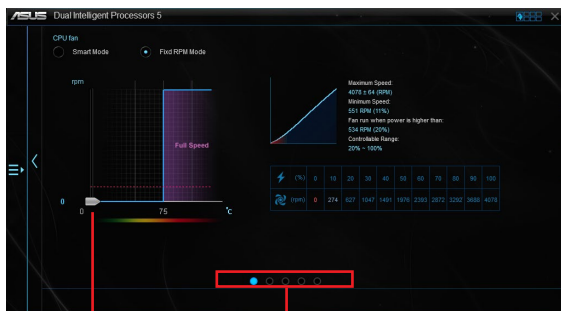 ASUS Dual Intelligent Processors 5
CPU fan
Smart Mode
Fixd RPM Mode
rpm
Full Speed
0
0
75
°C
Maximum Speed:
4078 ± 64 (RPM)
Minimum Speed:
551 RPM (11%)
Fan run when power is higher than:
534 RPM (20%)
Controllable Range:
20% ~ 100%
(%) 0 10 20 30 40 50 60 70 80 90 100
(rpm) 0 274 627 1047 1491 1976 2393 2872 3292 3688 4078